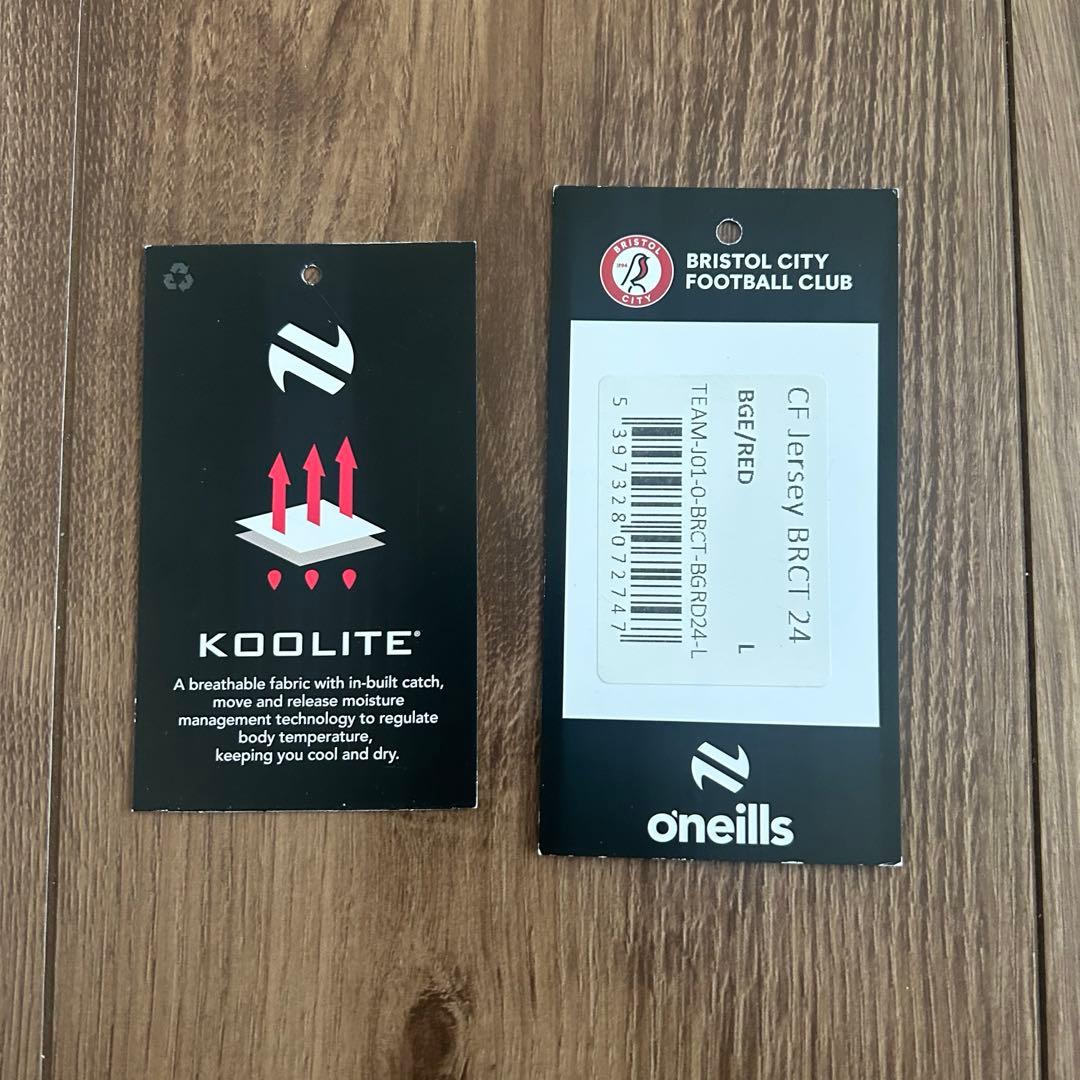 KOOLITE®
A breathable fabric with in-built catch,
move and release moisture
management technology to regulate
body temperature,
keeping you cool and dry.
BRISTOL
1894
CITY
BRISTOL CITY
FOOTBALL CLUB
CF Jersey BRCT 24
BGE/RED L
TEAM-J01-0-BRCT-BGRD24-L
5 397328 072747
o'neills